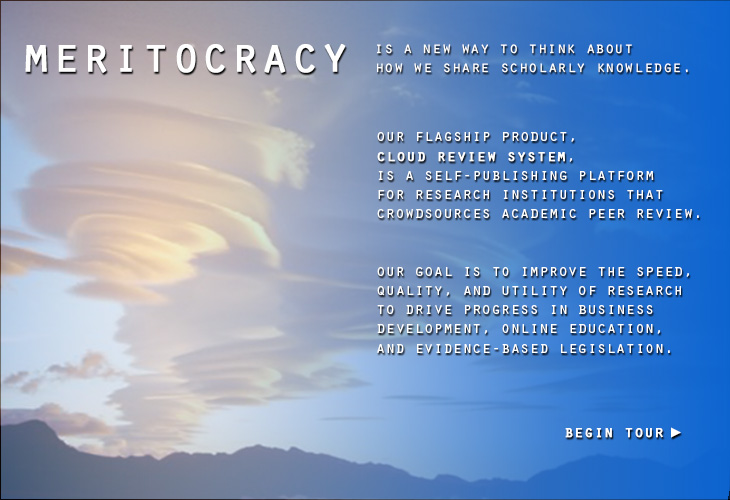 MERITOCRACY
IS A NEW WAY TO THINK ABOUT
HOW WE SHARE SCHOLARLY KNOWLEDGE.
OUR FLAGSHIP PRODUCT,
CLOUD REVIEW SYSTEM,
IS A SELF-PUBLISHING PLATFORM
FOR RESEARCH INSTITUTIONS THAT
CROWDSOURCES ACADEMIC PEER REVIEW.
OUR GOAL IS TO IMPROVE THE SPEED,
QUALITY, AND UTILITY OF RESEARCH
TO DRIVE PROGRESS IN BUSINESS
DEVELOPMENT, ONLINE EDUCATION,
AND EVIDENCE-BASED LEGISLATION.
BEGIN TOUR ►